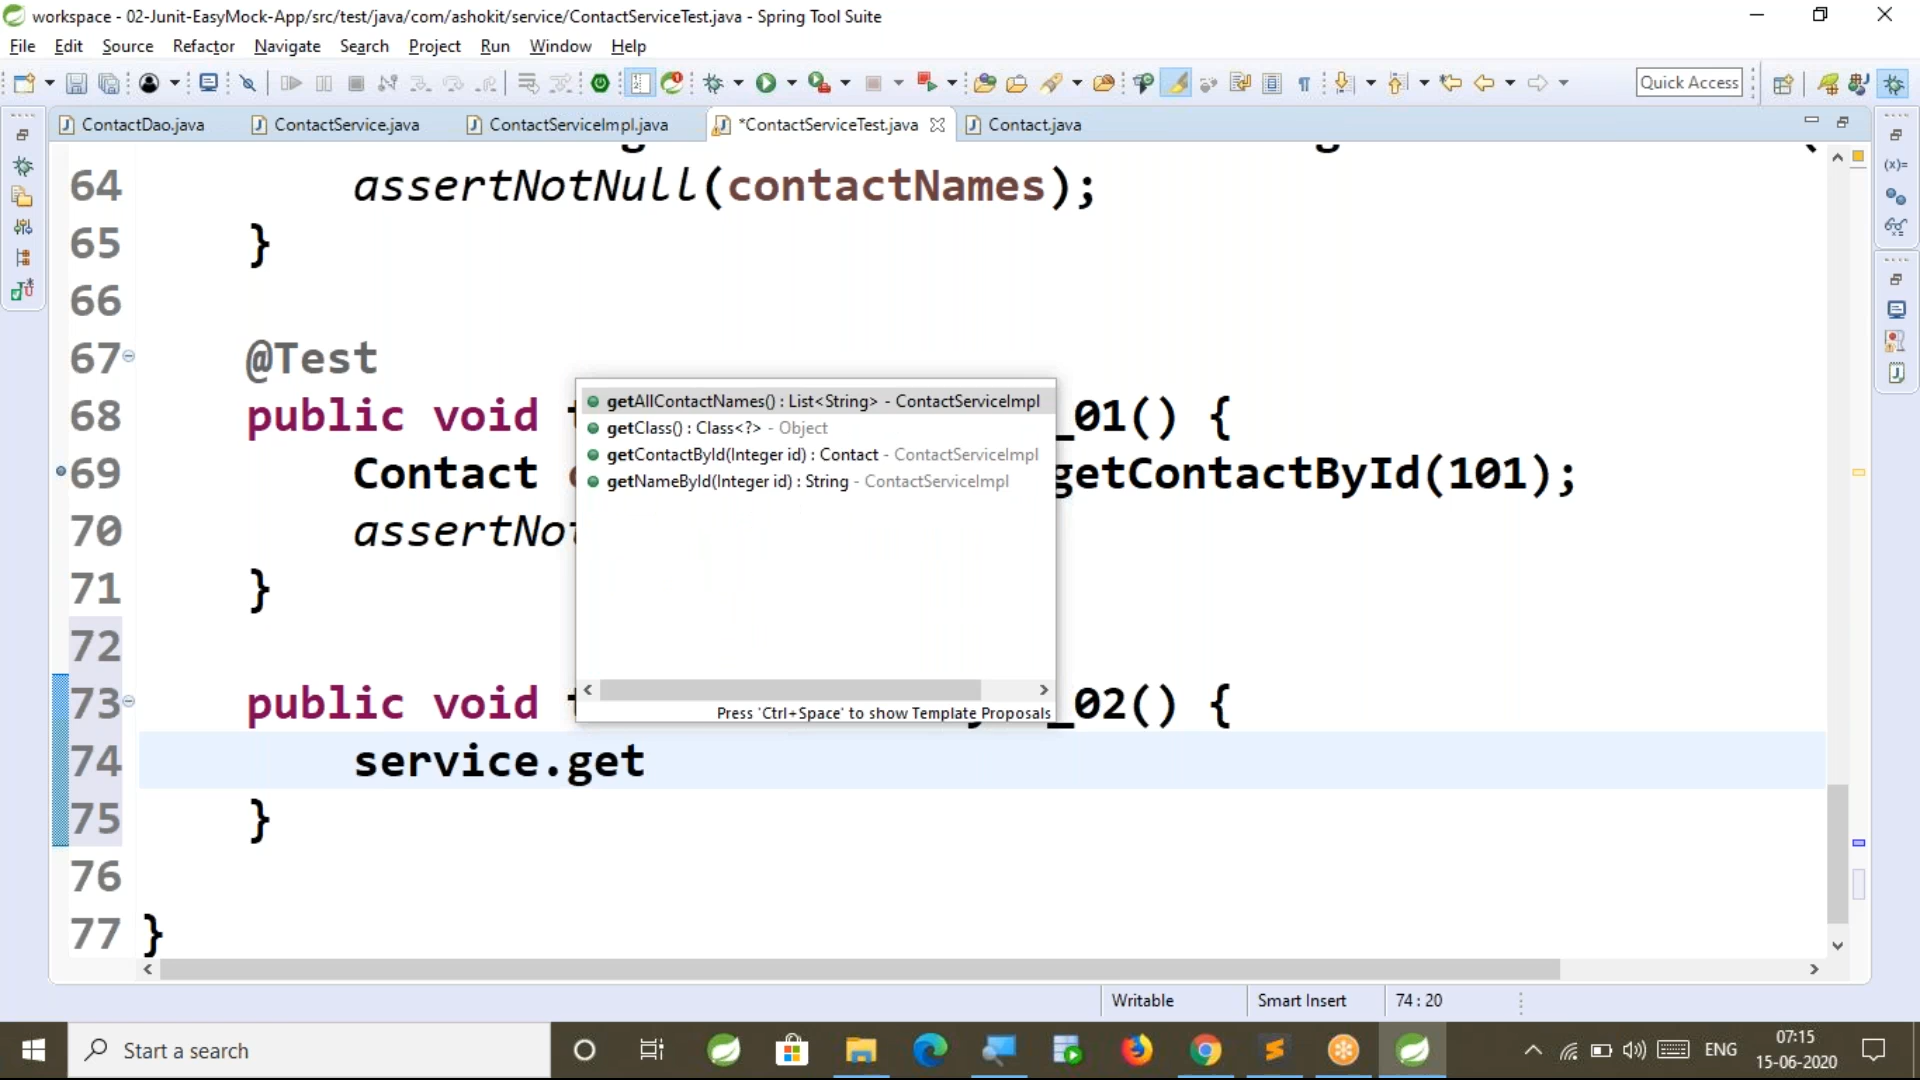 workspace - 02-Junit-EasyMock-App/src/test/java/com/ashokit/service/ContactServiceTest.java - Spring Tool Suite
File Edit Source Refactor Navigate Search Project Run Window Help
Quick Access
ContactDao.java ContactService.java ContactServiceImpl.java *ContactServiceTest.java Contact.java
64 assertNotNull(contactNames);
65 }
66
67 @Test
68 public void _01() {
69 Contact getContactById(101);
70 assertNot
71 }
72
73 public void _02() {
74 service.get
75 }
76
77 }
getAllContactNames() : List<String> - ContactServiceImpl
getClass() : Class<?> - Object
getContactById(Integer id) : Contact - ContactServiceImpl
getNameById(Integer id) : String - ContactServiceImpl
Press 'Ctrl+Space' to show Template Proposals
Writable Smart Insert 74 : 20
Start a search
ENG
07:15
15-06-2020